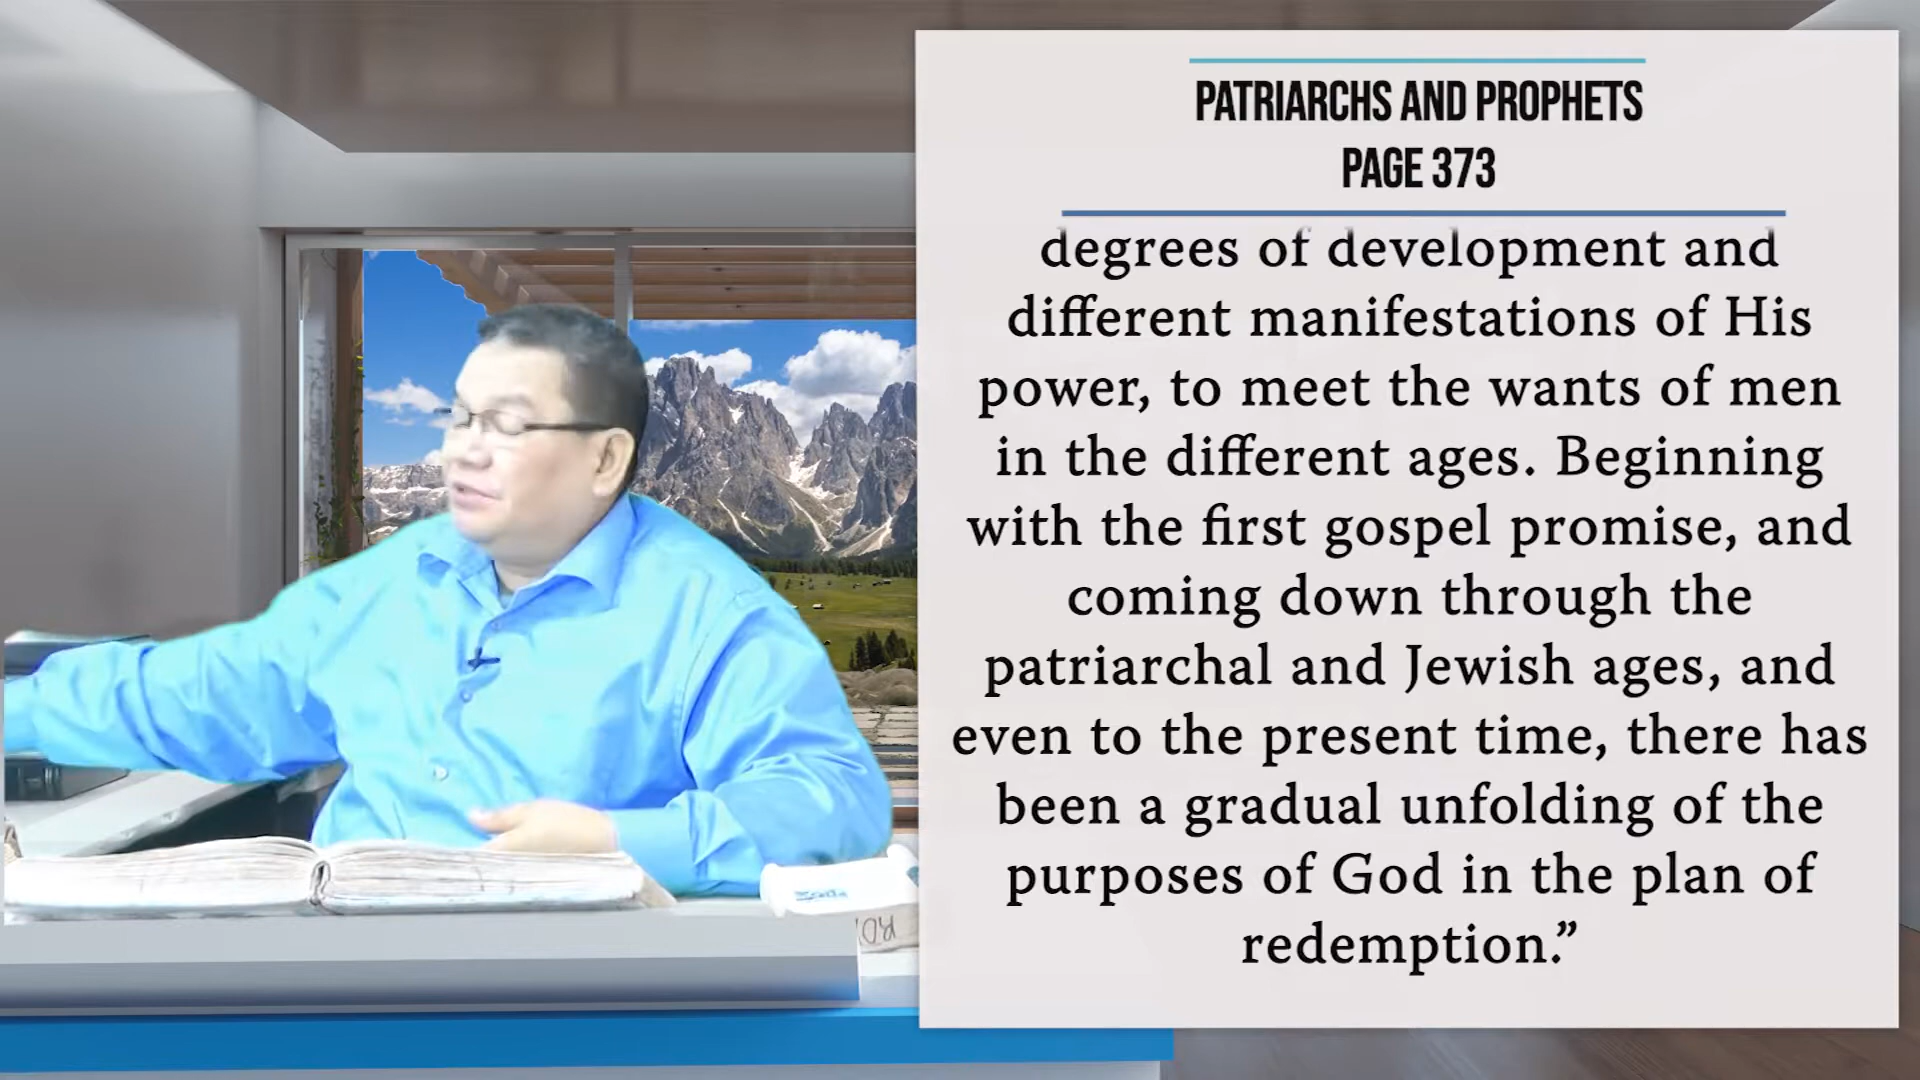 PATRIARCHS AND PROPHETS
PAGE 373
degrees of development and
different manifestations of His
power, to meet the wants of men
in the different ages. Beginning
with the first gospel promise, and
coming down through the
patriarchal and Jewish ages, and
even to the present time, there has
been a gradual unfolding of the
purposes of God in the plan of
redemption.”